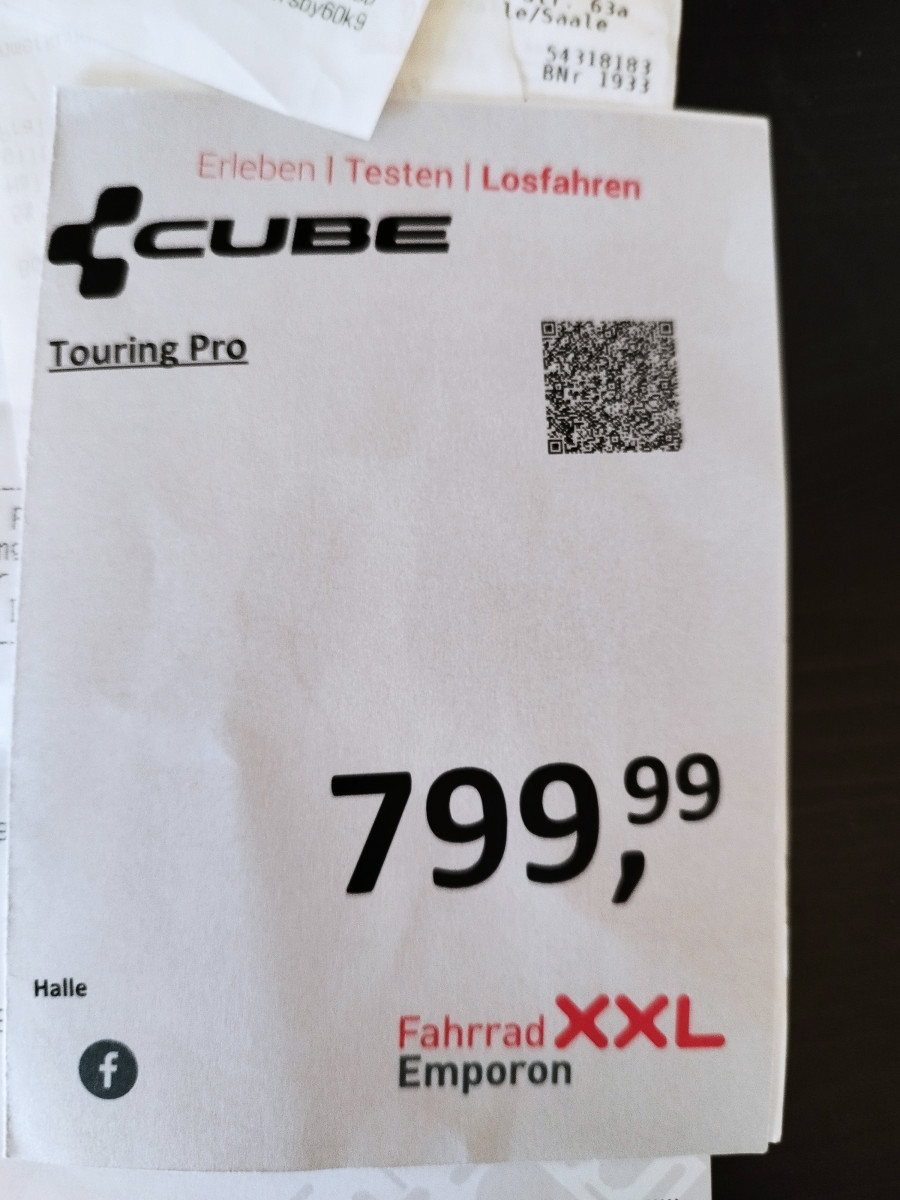 63a
le/Saale
54318183
BNr 1933
Erleben | Testen | Losfahren
CUBE
Touring Pro
799,99
Halle
f
Fahrrad XXL
Emporon